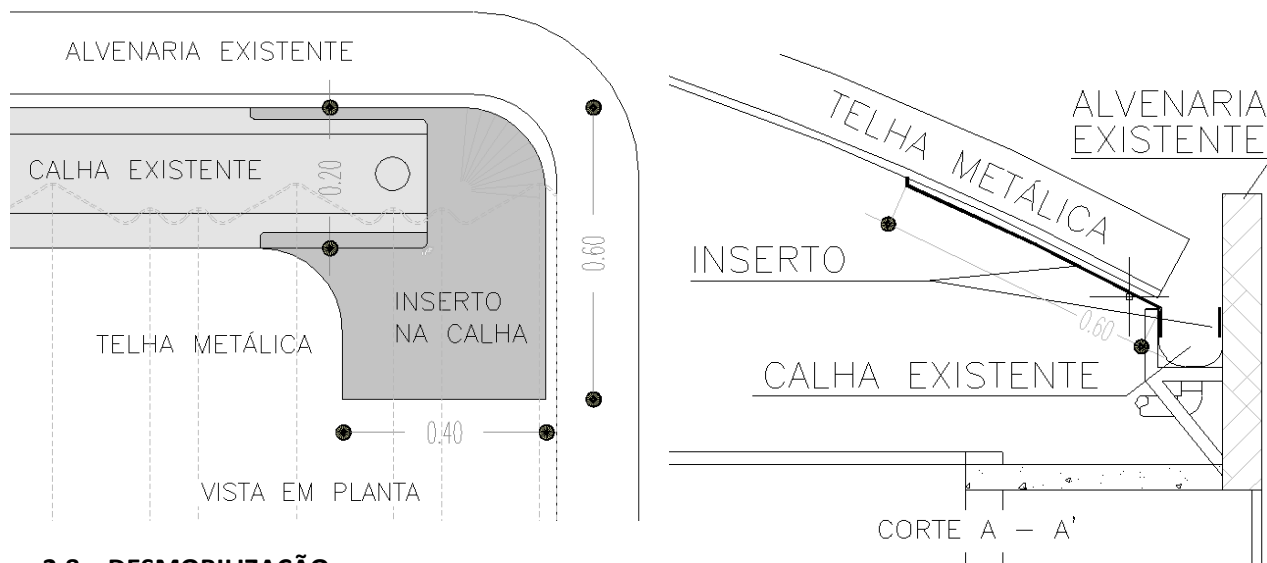 ALVENARIA EXISTENTE
CALHA EXISTENTE
0.20
0.60
INSERTO
NA CALHA
TELHA METÁLICA
0.40
VISTA EM PLANTA
TELHA METÁLICA
ALVENARIA
EXISTENTE
INSERTO
0.60
CALHA EXISTENTE
CORTE A – A'